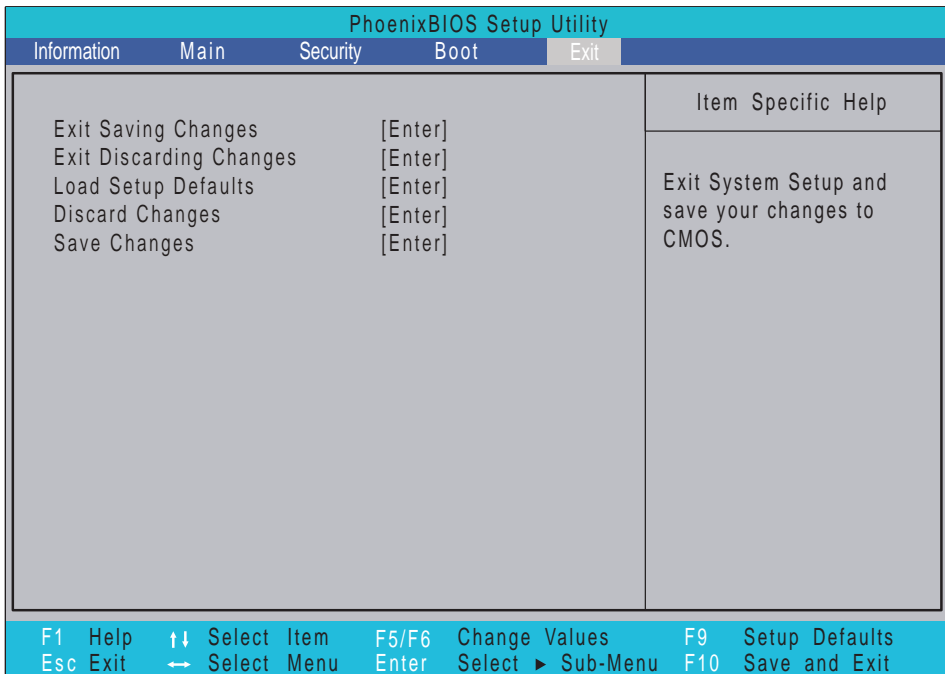 PhoenixBIOS Setup Utility
Information Main Security Boot Exit
Exit Saving Changes [Enter]
Exit Discarding Changes [Enter]
Load Setup Defaults [Enter]
Discard Changes [Enter]
Save Changes [Enter]
Item Specific Help
Exit System Setup and
save your changes to
CMOS.
F1 Help ↑↓ Select Item F5/F6 Change Values F9 Setup Defaults
Esc Exit ↔ Select Menu Enter Select ► Sub-Menu F10 Save and Exit